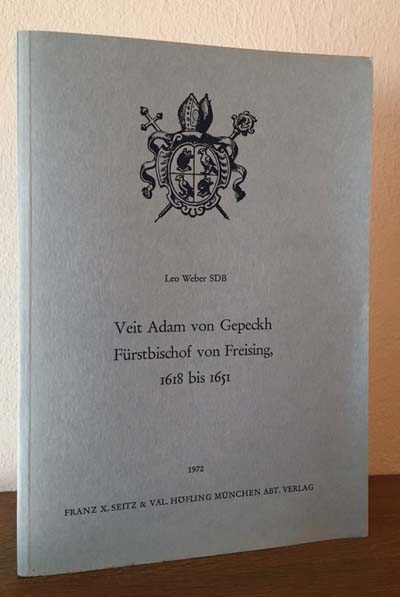 Leo Weber SDB
Veit Adam von Gepeckh
Fürstbischof von Freising,
1618 bis 1651
1972
FRANZ X. SEITZ & VAL. HÖFLING MÜNCHEN ABT. VERLAG